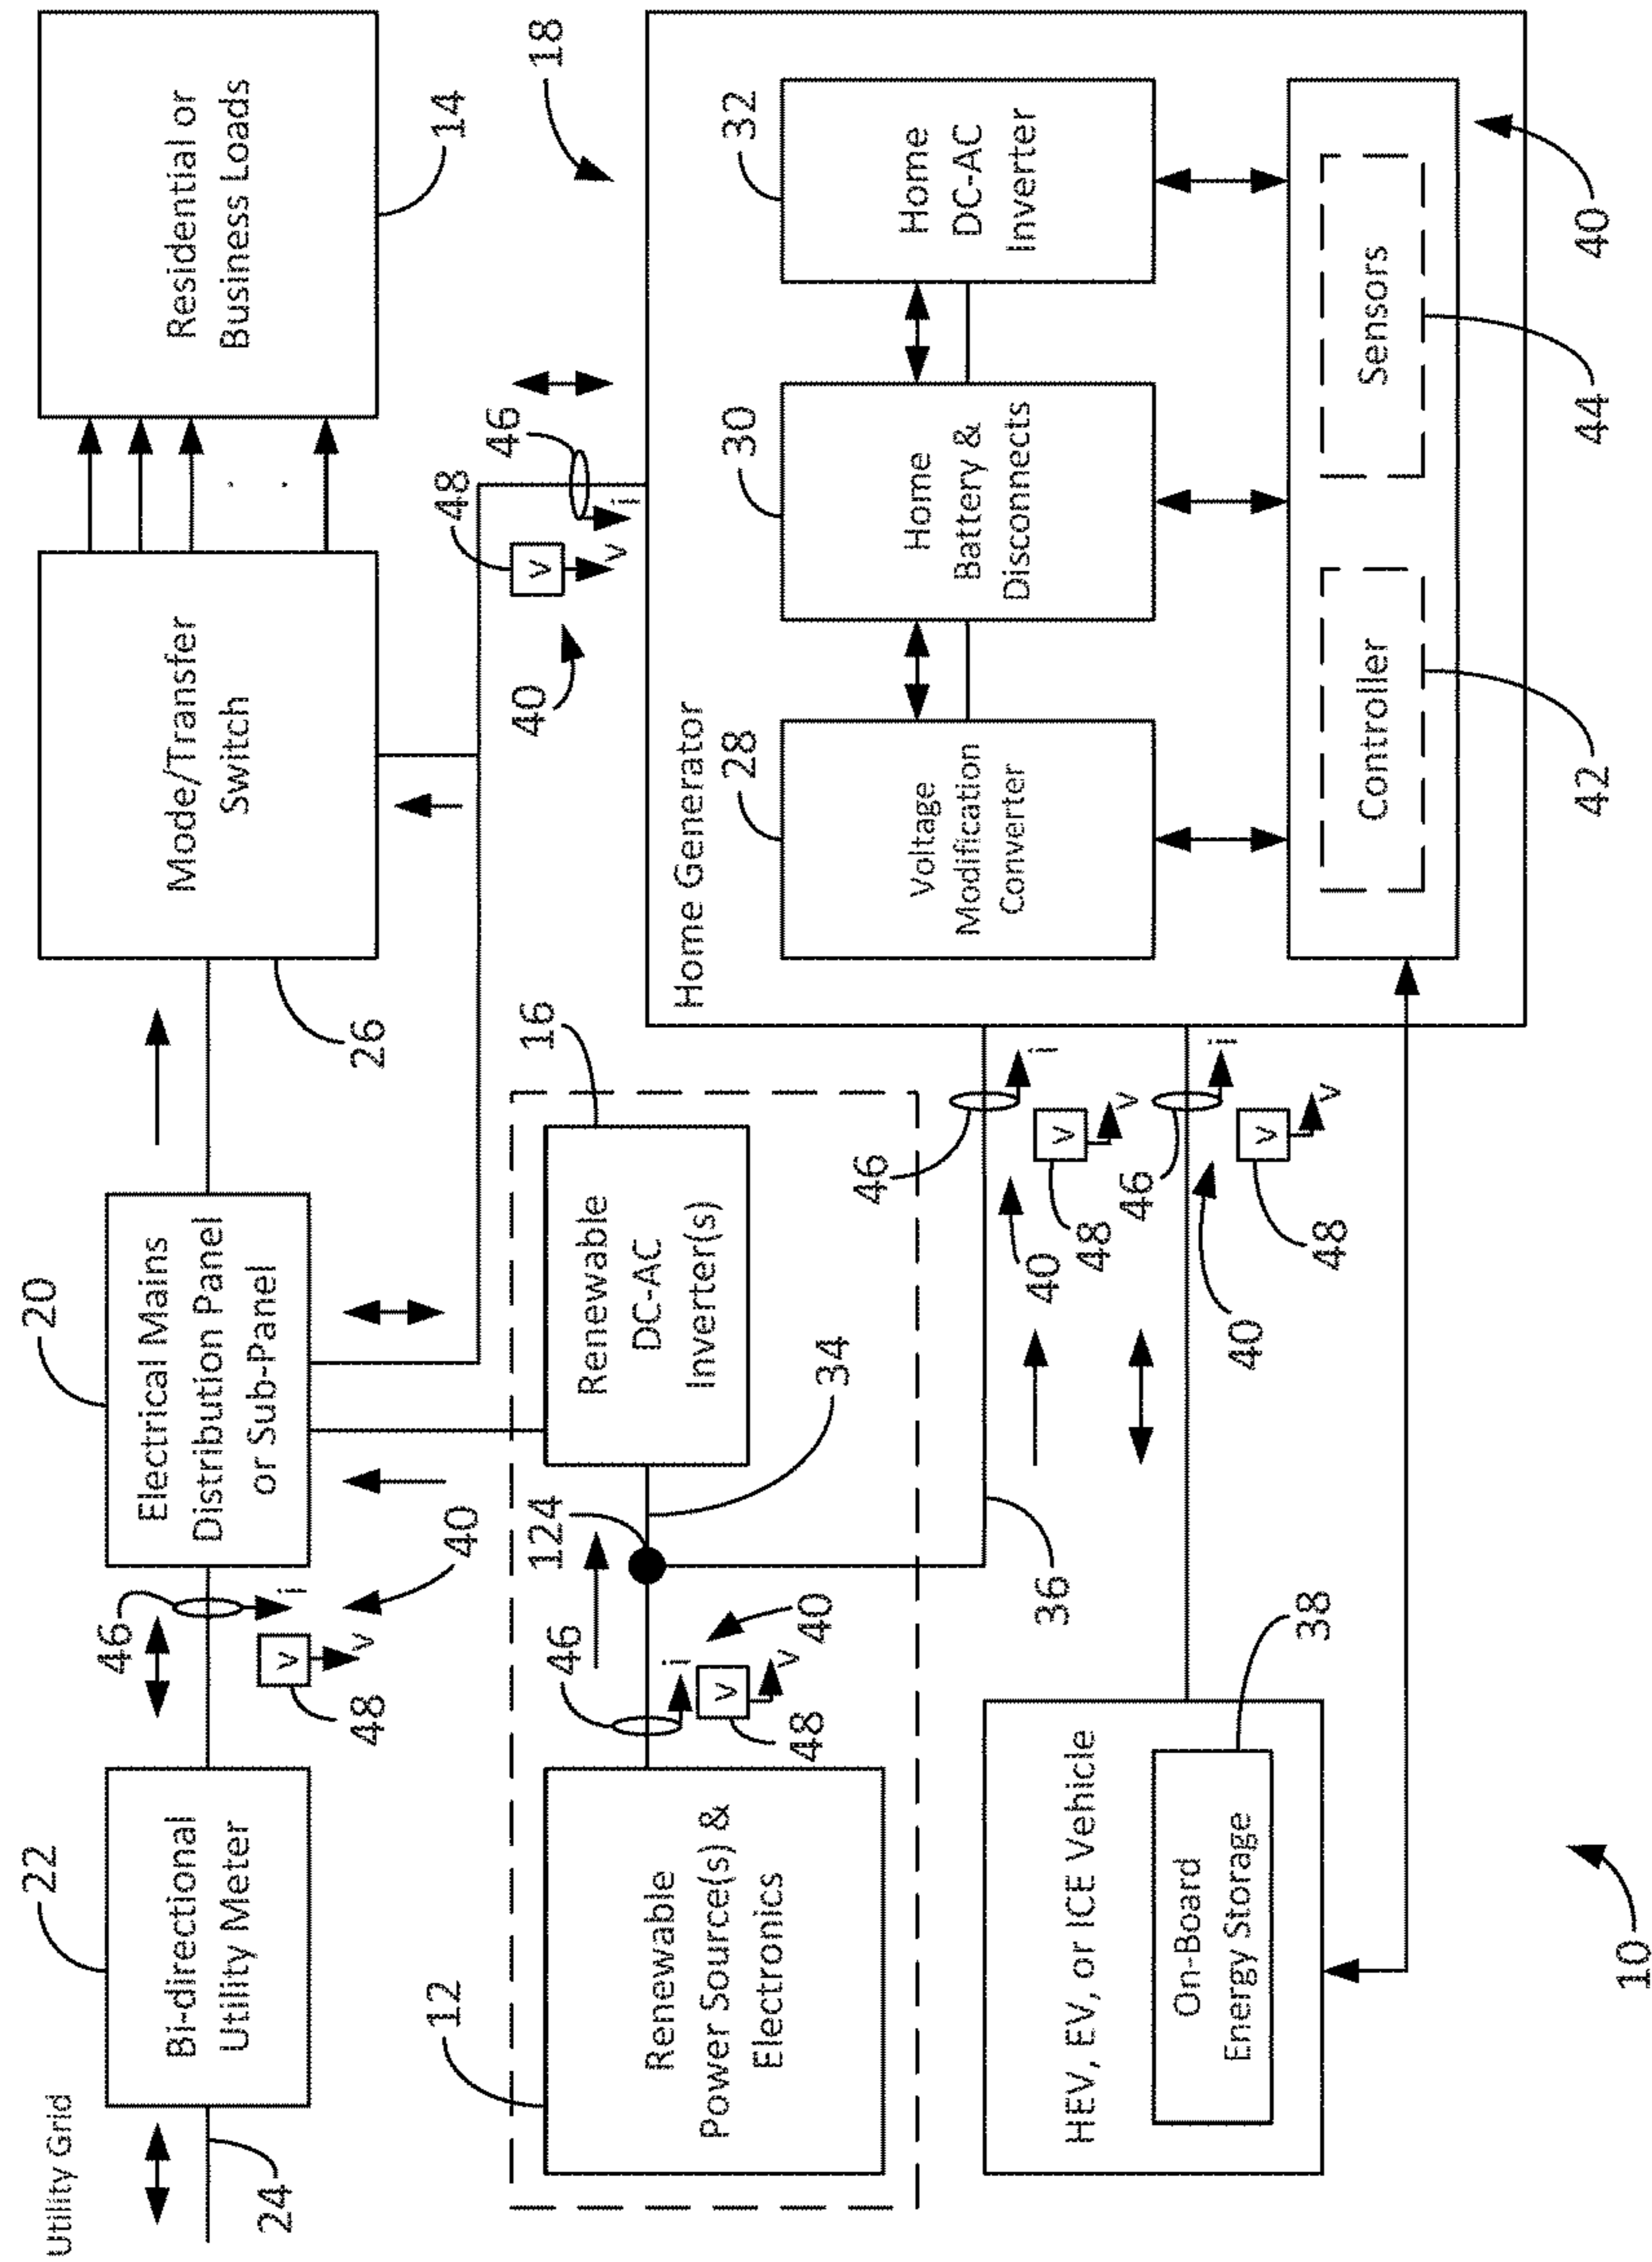 Utility Grid
24
22
Bi-directional
Utility Meter
46
i
v
v
48
40
20
Electrical Mains
Distribution Panel
or Sub-Panel
26
Mode/Transfer
Switch
Residential or
Business Loads
14
12
Renewable
Power Source(s) &
Electronics
46
i
v
v
48
40
124
34
16
Renewable
DC-AC
Inverter(s)
36
48
v
v
46
i
40
18
Home Generator
28
Voltage
Modification
Converter
30
Home
Battery &
Disconnects
32
Home
DC-AC
Inverter
Controller
42
Sensors
44
40
46
i
v
v
48
40
46
i
v
v
48
40
HEV, EV, or ICE Vehicle
On-Board
Energy Storage
38
10